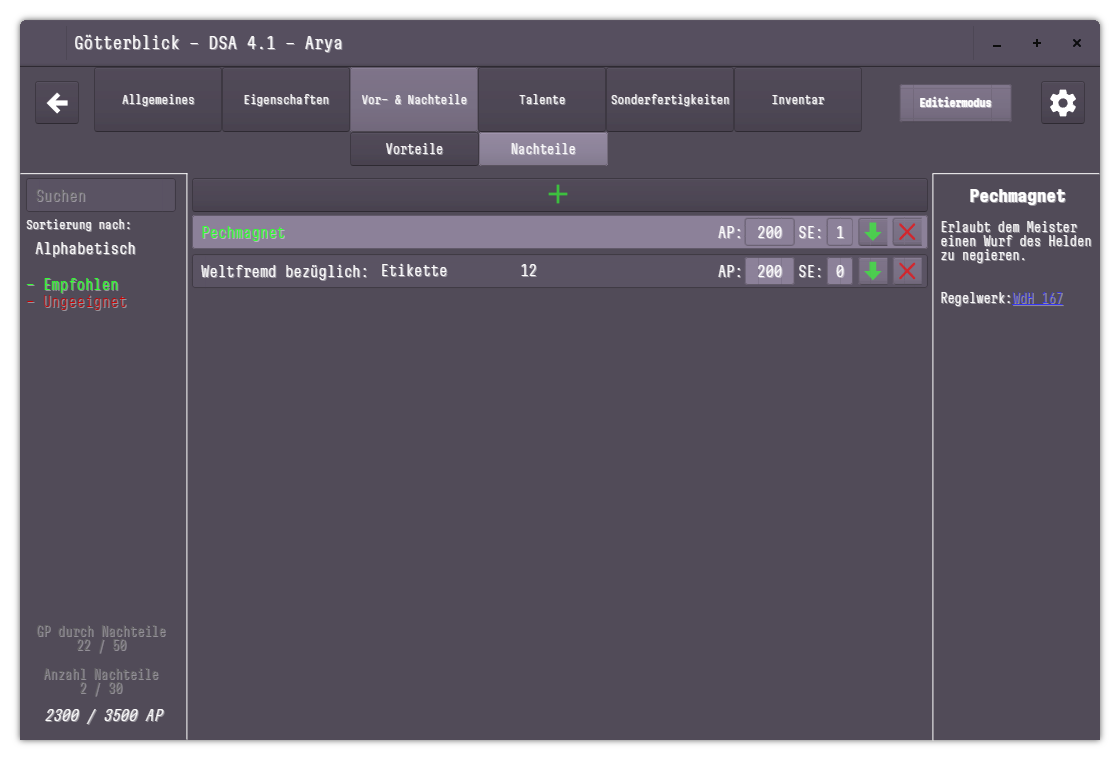 Götterblick – DSA 4.1 – Arya
Allgemeines
Eigenschaften
Vor- & Nachteile
Talente
Sonderfertigkeiten
Inventar
Editiermodus
Vorteile
Nachteile
Suchen
Sortierung nach:
Alphabetisch
– Empfohlen
– Ungeeignet
Pechmagnet AP: 200 SE: 1
Weltfremd bezüglich: Etikette 12 AP: 200 SE: 0
Pechmagnet
Erlaubt dem Meister
einen Wurf des Helden
zu negieren.
Regelwerk: WdH 167
GP durch Nachteile
22 / 50
Anzahl Nachteile
2 / 30
2300 / 3500 AP